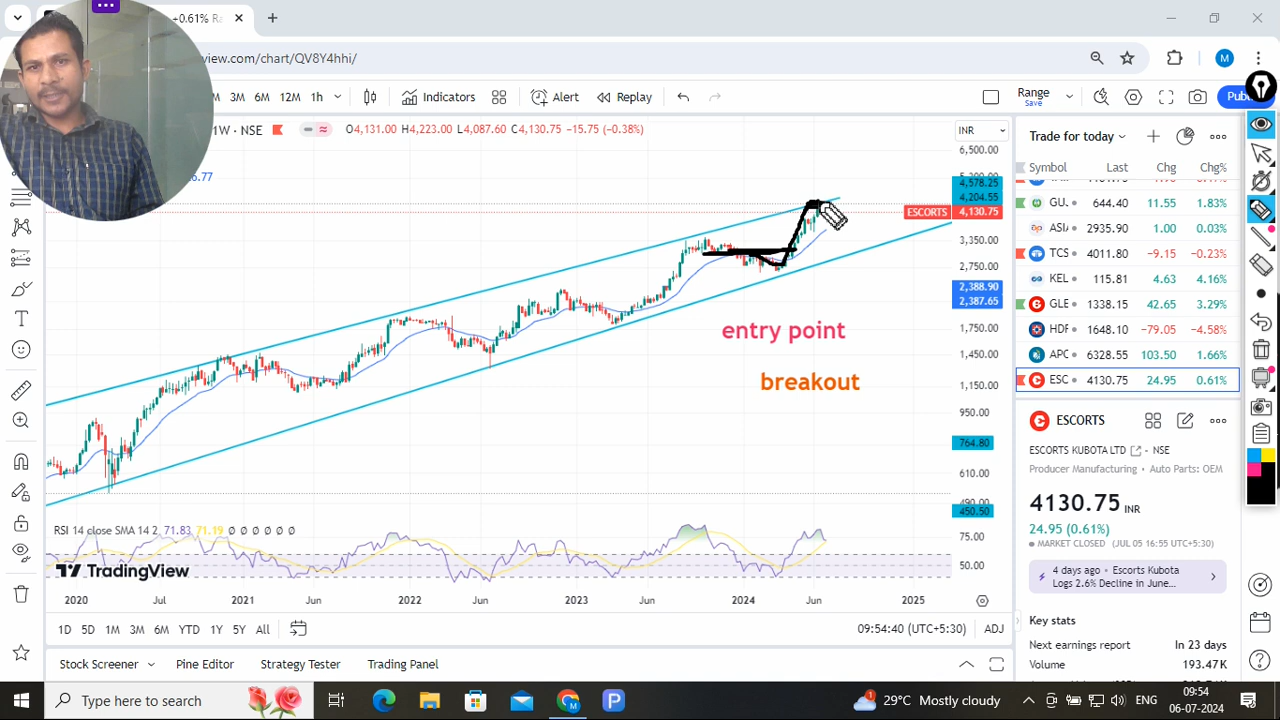 +0.61% Ra
view.com/chart/QV8Y4hhi/
M 3M 6M 12M 1h Indicators Alert Replay
Range
Save
Pub
1W · NSE O4,131.00 H4,223.00 L4,087.60 C4,130.75 −15.75 (−0.38%)
INR
6,500.00
4,578.25
4,204.55
ESCORTS 4,130.75
3,350.00
2,750.00
2,388.90
2,387.65
1,750.00
1,450.00
1,150.00
950.00
764.80
610.00
490.00
450.50
75.00
50.00
entry point
breakout
RSI 14 close SMA 14 2 71.83 71.19 ∅ ∅ ∅ ∅ ∅ ∅
TradingView
2020 Jul 2021 Jun 2022 Jun 2023 Jun 2024 Jun 2025
1D 5D 1M 3M 6M YTD 1Y 5Y All
09:54:40 (UTC+5:30) ADJ
Stock Screener Pine Editor Strategy Tester Trading Panel
Trade for today
Symbol Last Chg Chg%
GU 644.40 11.55 1.83%
ASI 2935.90 1.00 0.03%
TCS 4011.80 -9.15 -0.23%
KEL 115.81 4.63 4.16%
GLE 1338.15 42.65 3.29%
HDF 1648.10 -79.05 -4.58%
APC 6328.55 103.50 1.66%
ESC 4130.75 24.95 0.61%
ESCORTS
ESCORTS KUBOTA LTD · NSE
Producer Manufacturing • Auto Parts: OEM
4130.75 INR
24.95 (0.61%)
MARKET CLOSED (JUL 05 16:55 UTC+5:30)
4 days ago • Escorts Kubota
Logs 2.6% Decline in June...
Key stats
Next earnings report In 23 days
Volume 193.47K
Type here to search
29°C Mostly cloudy
ENG
09:54
06-07-2024